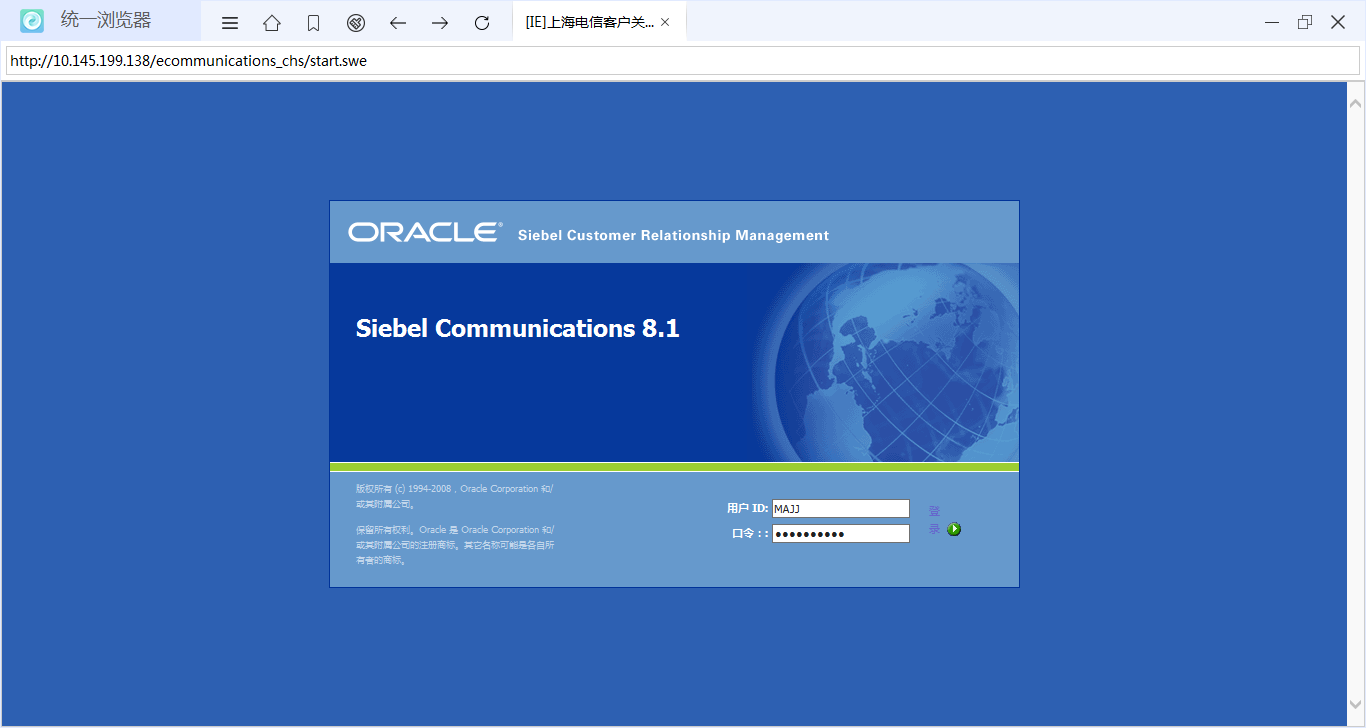 统一浏览器
[IE]上海电信客户关...
http://10.145.199.138/ecommunications_chs/start.swe
ORACLE® Siebel Customer Relationship Management
Siebel Communications 8.1
版权所有 (c) 1994-2008，Oracle Corporation 和/
或其附属公司。
保留所有权利。Oracle 是 Oracle Corporation 和/
或其附属公司的注册商标。其它名称可能是各自所
有者的商标。
用户 ID: MAJJ
口令：: ●●●●●●●●●●
登
录